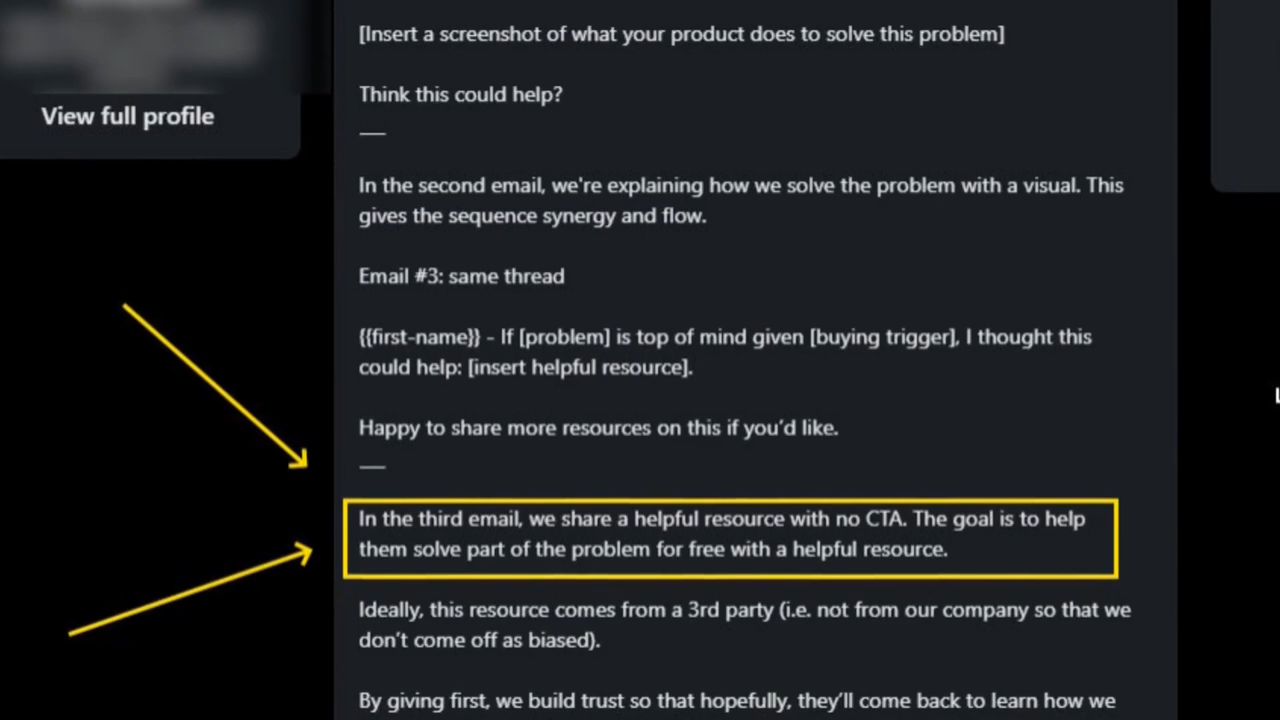 [Insert a screenshot of what your product does to solve this problem]
Think this could help?
—
View full profile
In the second email, we're explaining how we solve the problem with a visual. This
gives the sequence synergy and flow.
Email #3: same thread
{{first-name}} - If [problem] is top of mind given [buying trigger], I thought this
could help: [insert helpful resource].
Happy to share more resources on this if you’d like.
—
In the third email, we share a helpful resource with no CTA. The goal is to help
them solve part of the problem for free with a helpful resource.
Ideally, this resource comes from a 3rd party (i.e. not from our company so that we
don’t come off as biased).
By giving first, we build trust so that hopefully, they’ll come back to learn how we